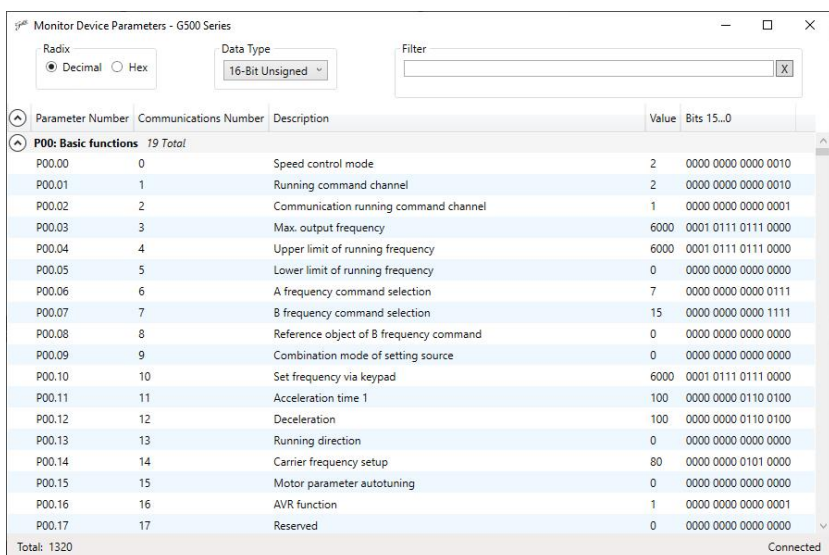 Monitor Device Parameters - G500 Series
Radix Data Type Filter
Decimal Hex 16-Bit Unsigned X
Parameter Number Communications Number Description Value Bits 15...0
P00: Basic functions 19 Total
P00.00 0 Speed control mode 2 0000 0000 0000 0010
P00.01 1 Running command channel 2 0000 0000 0000 0010
P00.02 2 Communication running command channel 1 0000 0000 0000 0001
P00.03 3 Max. output frequency 6000 0001 0111 0111 0000
P00.04 4 Upper limit of running frequency 6000 0001 0111 0111 0000
P00.05 5 Lower limit of running frequency 0 0000 0000 0000 0000
P00.06 6 A frequency command selection 7 0000 0000 0000 0111
P00.07 7 B frequency command selection 15 0000 0000 0000 1111
P00.08 8 Reference object of B frequency command 0 0000 0000 0000 0000
P00.09 9 Combination mode of setting source 0 0000 0000 0000 0000
P00.10 10 Set frequency via keypad 6000 0001 0111 0111 0000
P00.11 11 Acceleration time 1 100 0000 0000 0110 0100
P00.12 12 Deceleration 100 0000 0000 0110 0100
P00.13 13 Running direction 0 0000 0000 0000 0000
P00.14 14 Carrier frequency setup 80 0000 0000 0101 0000
P00.15 15 Motor parameter autotuning 0 0000 0000 0000 0000
P00.16 16 AVR function 1 0000 0000 0000 0001
P00.17 17 Reserved 0 0000 0000 0000 0000
Total: 1320 Connected